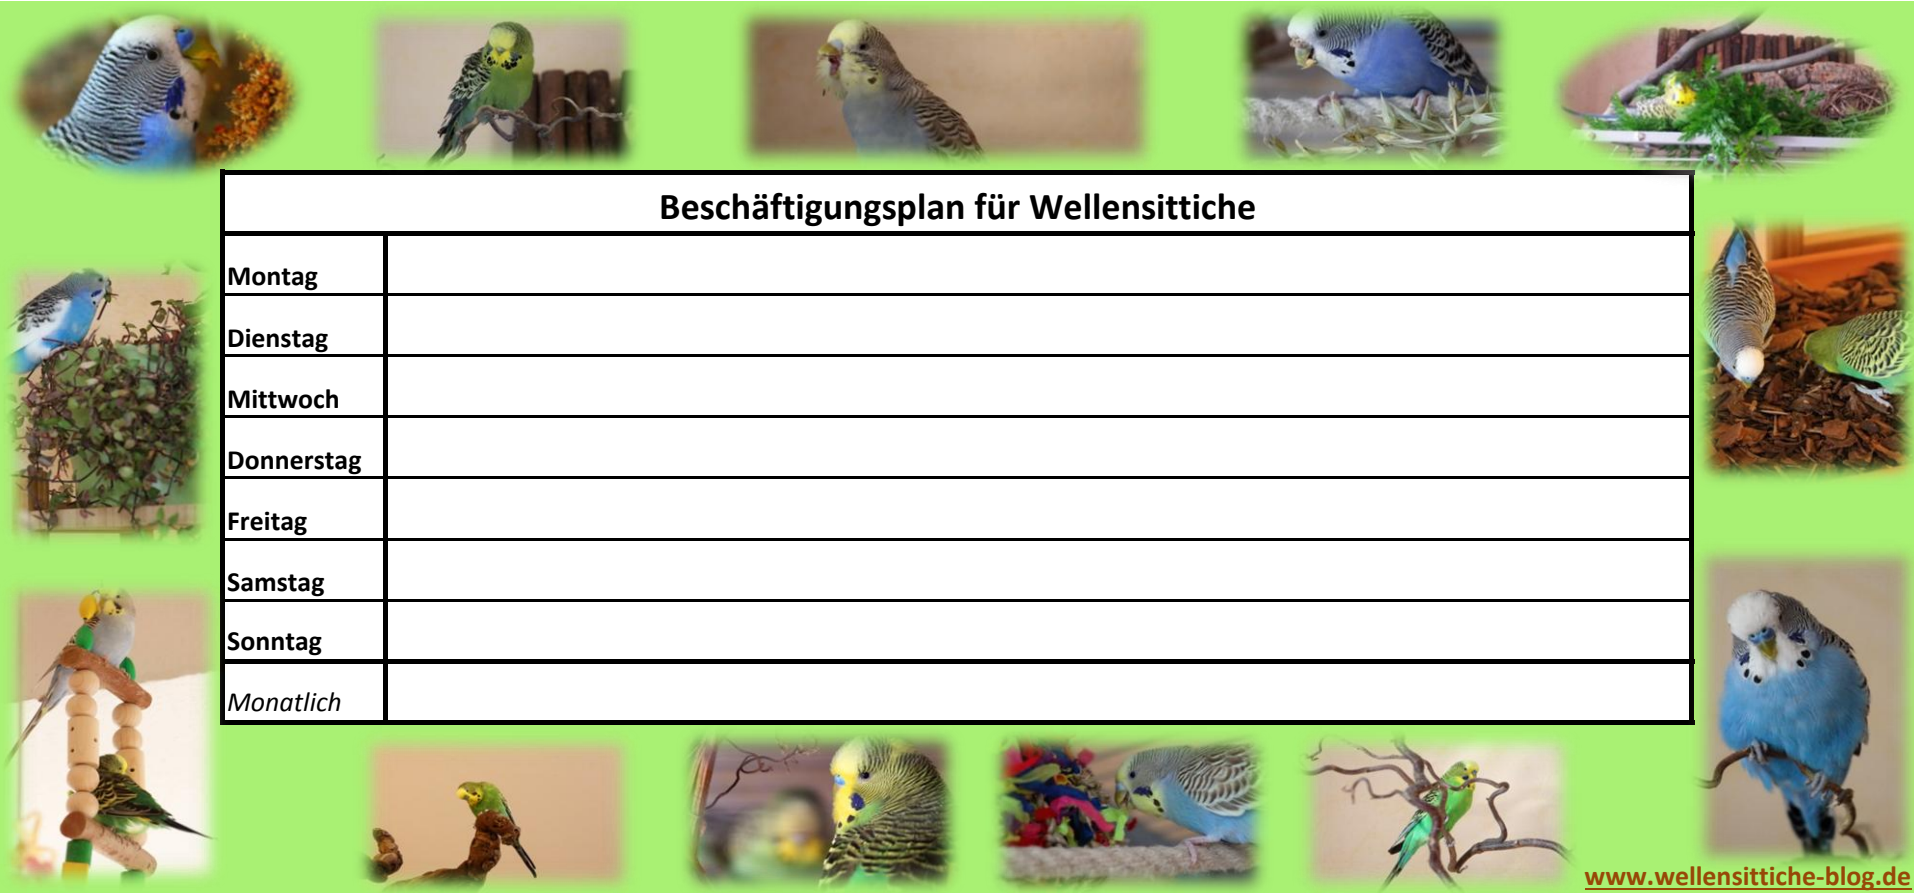 Beschäftigungsplan für Wellensittiche
Montag
Dienstag
Mittwoch
Donnerstag
Freitag
Samstag
Sonntag
Monatlich
www.wellensittiche-blog.de